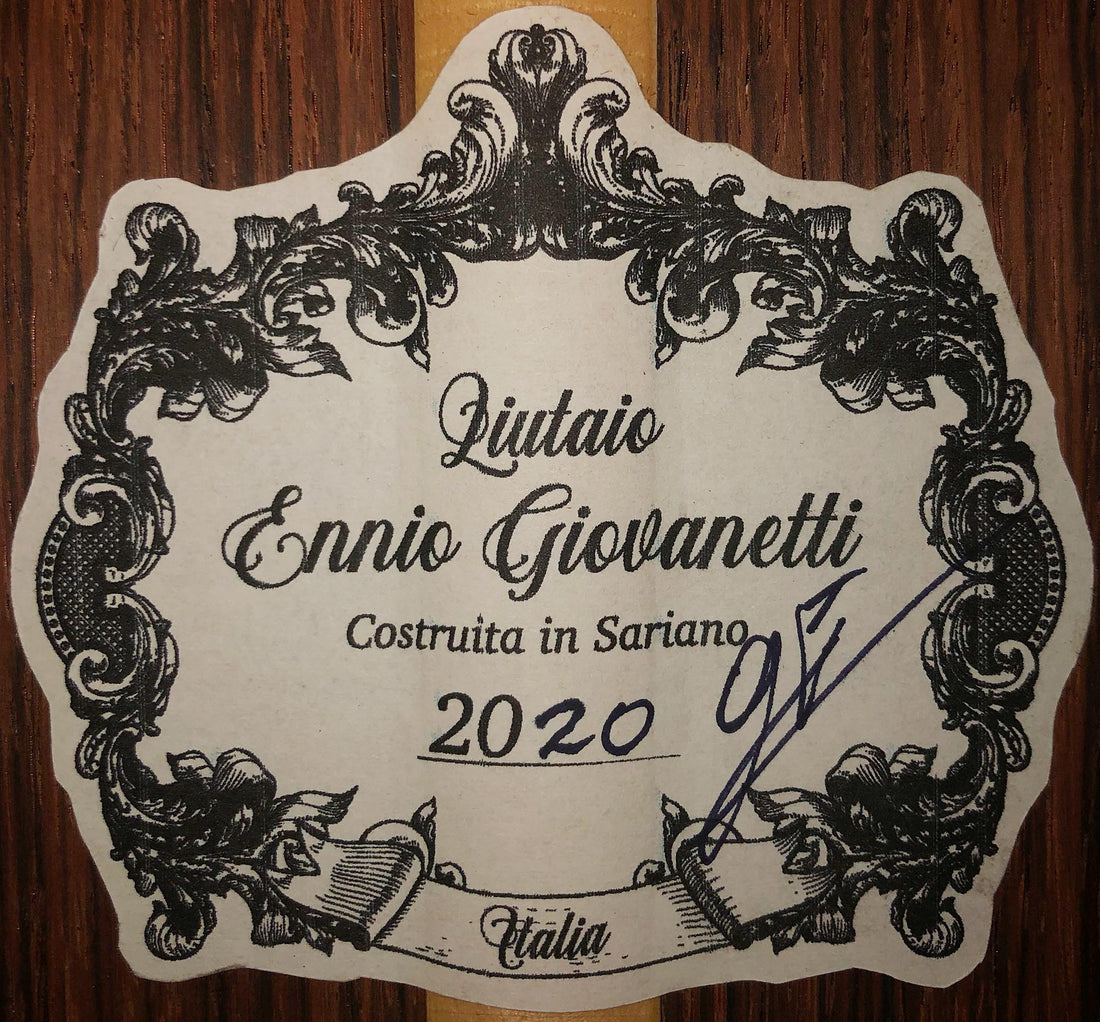 Liutaio
Ennio Giovanetti
Costruita in Sariano
2020
Italia